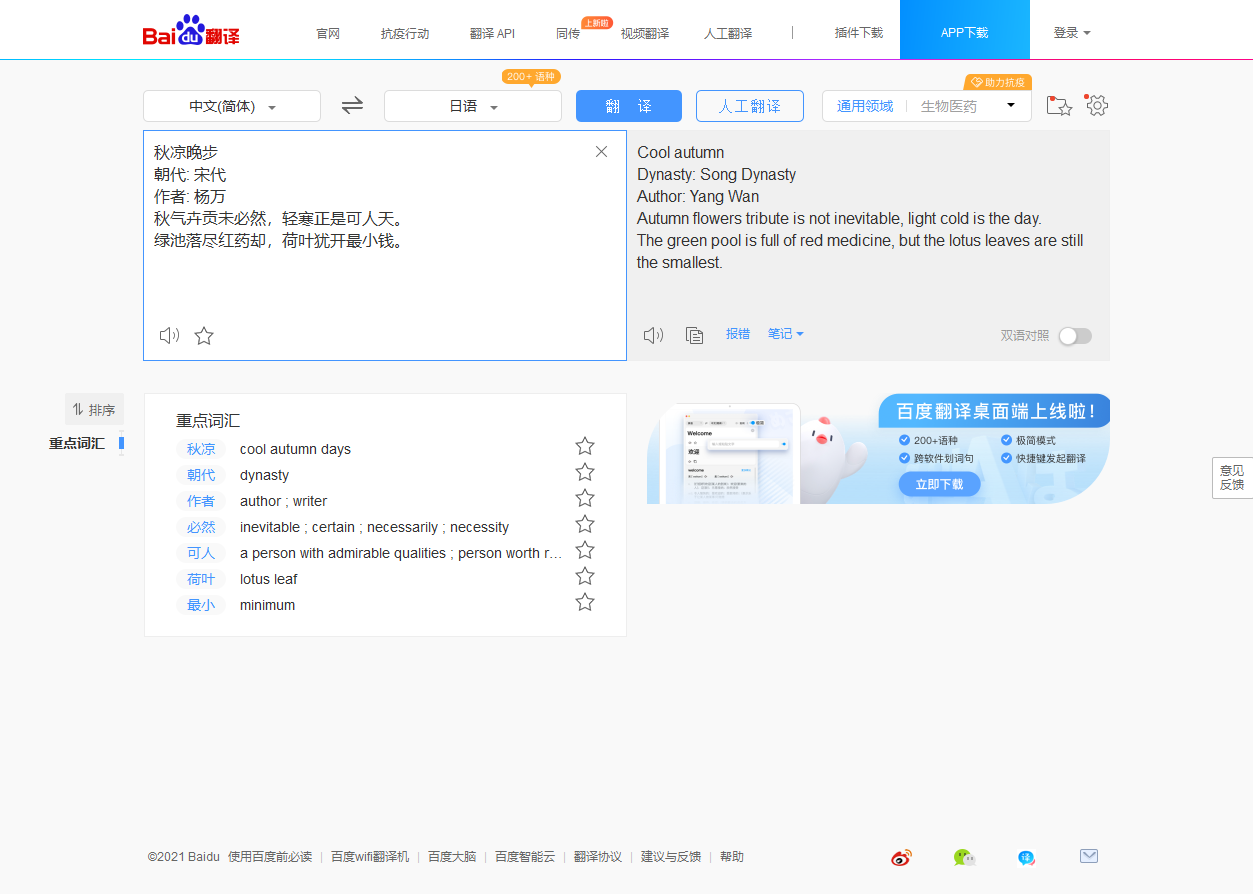 Bai du 翻译
官网
抗疫行动
翻译 API
同传
上新啦
视频翻译
人工翻译
插件下载
APP下载
登录
200+ 语种
助力抗疫
中文(简体)
日语
翻 译
人工翻译
通用领域
生物医药
秋凉晚步
朝代: 宋代
作者: 杨万
秋气卉贡未必然，轻寒正是可人天。
绿池落尽红药却，荷叶犹开最小钱。
Cool autumn
Dynasty: Song Dynasty
Author: Yang Wan
Autumn flowers tribute is not inevitable, light cold is the day.
The green pool is full of red medicine, but the lotus leaves are still
the smallest.
报错
笔记
双语对照
排序
重点词汇
重点词汇
秋凉 cool autumn days
朝代 dynasty
作者 author ; writer
必然 inevitable ; certain ; necessarily ; necessity
可人 a person with admirable qualities ; person worth r…
荷叶 lotus leaf
最小 minimum
Welcome
欢迎
welcome
百度翻译桌面端上线啦！
200+语种
极简模式
跨软件划词句
快捷键发起翻译
立即下载
意见
反馈
©2021 Baidu 使用百度前必读 | 百度wifi翻译机 | 百度大脑 | 百度智能云 | 翻译协议 | 建议与反馈 | 帮助
译